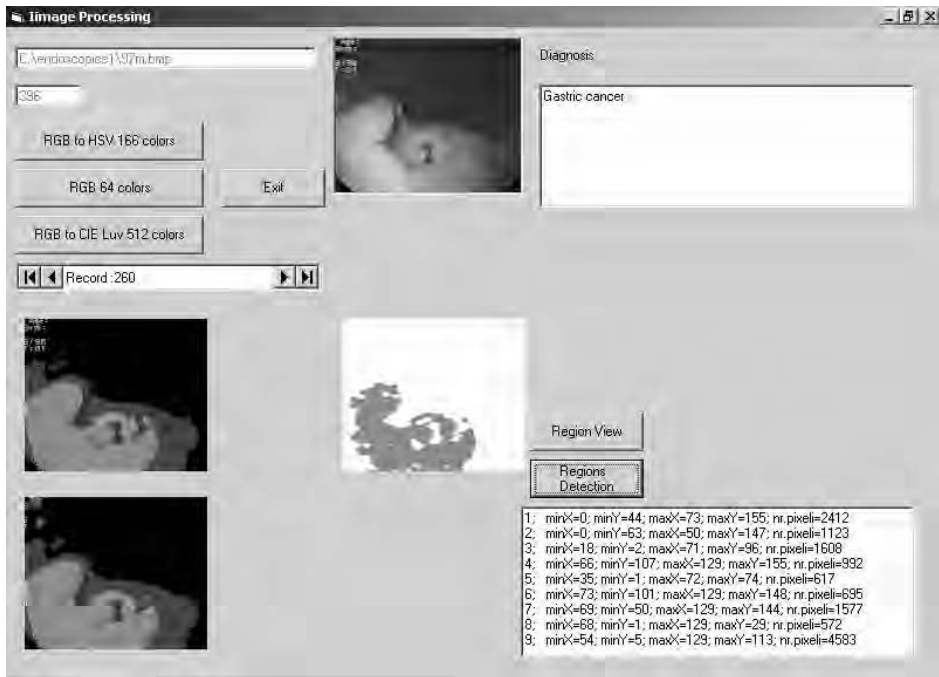 Iimage Processing
E:\endoscopics1\97m.bmp
396
Diagnosis
Gastric cancer
RGB to HSV 166 colors
RGB 64 colors
Exit
RGB to CIE Luv 512 colors
Record :260
Region View
Regions
Detection
1; minX=0; minY=44; maxX=73; maxY=155; nr.pixeli=2412
2; minX=0; minY=63; maxX=50; maxY=147; nr.pixeli=1123
3; minX=18; minY=2; maxX=71; maxY=96; nr.pixeli=1608
4; minX=66; minY=107; maxX=129; maxY=155; nr.pixeli=992
5; minX=35; minY=1; maxX=72; maxY=74; nr.pixeli=617
6; minX=73; minY=101; maxX=129; maxY=148; nr.pixeli=695
7; minX=69; minY=50; maxX=129; maxY=144; nr.pixeli=1577
8; minX=68; minY=1; maxX=129; maxY=29; nr.pixeli=572
9; minX=54; minY=5; maxX=129; maxY=113; nr.pixeli=4583